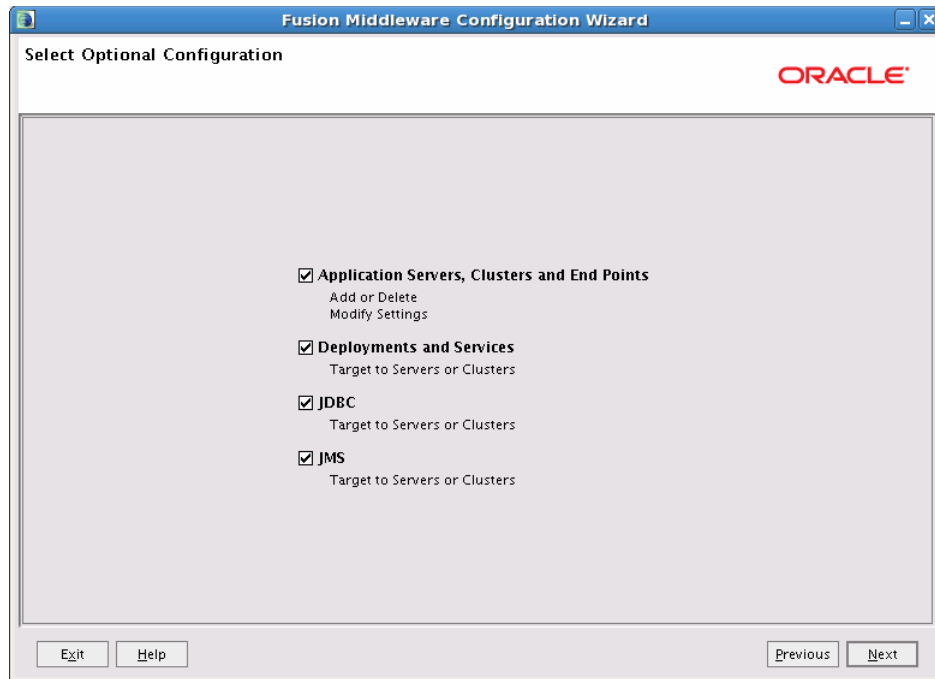 Fusion Middleware Configuration Wizard
Select Optional Configuration
ORACLE
Application Servers, Clusters and End Points
Add or Delete
Modify Settings
Deployments and Services
Target to Servers or Clusters
JDBC
Target to Servers or Clusters
JMS
Target to Servers or Clusters
Exit Help Previous Next